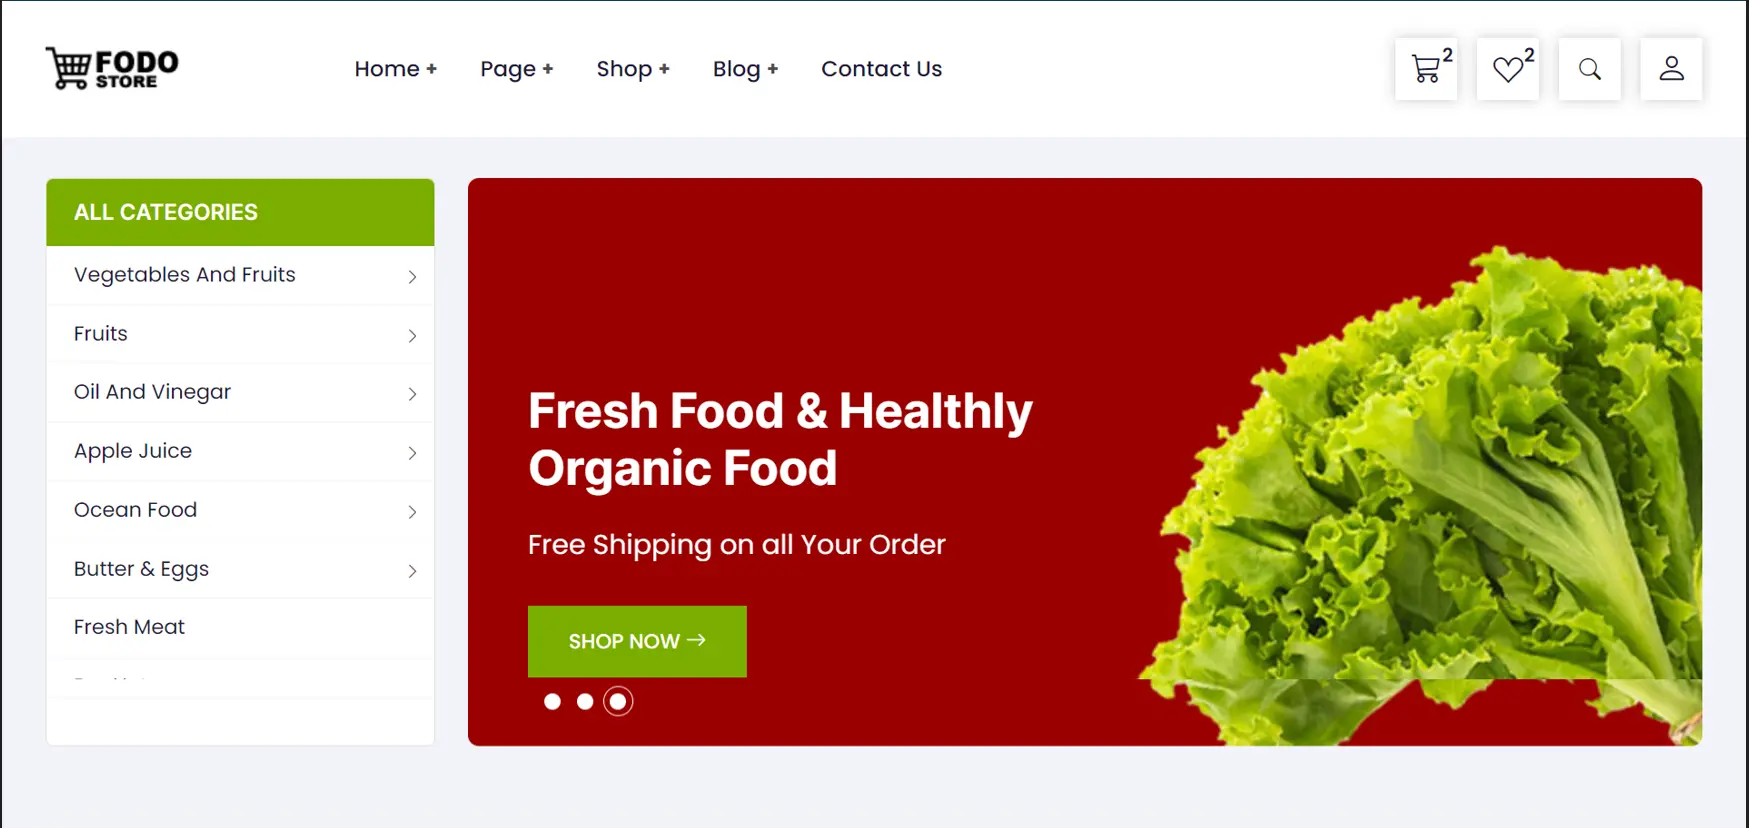 FODO
STORE
Home +
Page +
Shop +
Blog +
Contact Us
2
2
ALL CATEGORIES
Vegetables And Fruits
Fruits
Oil And Vinegar
Apple Juice
Ocean Food
Butter & Eggs
Fresh Meat
Fresh Food & Healthly
Organic Food
Free Shipping on all Your Order
SHOP NOW